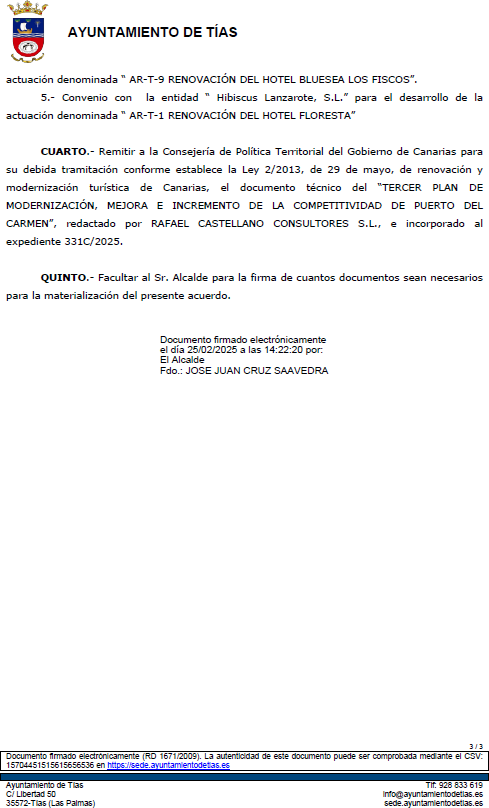 AYUNTAMIENTO DE TÍAS
actuación denominada “ AR-T-9 RENOVACIÓN DEL HOTEL BLUESEA LOS FISCOS”.
5.- Convenio con la entidad “ Hibiscus Lanzarote, S.L.” para el desarrollo de la
actuación denominada “ AR-T-1 RENOVACIÓN DEL HOTEL FLORESTA”
CUARTO.- Remitir a la Consejería de Política Territorial del Gobierno de Canarias para
su debida tramitación conforme establece la Ley 2/2013, de 29 de mayo, de renovación y
modernización turística de Canarias, el documento técnico del “TERCER PLAN DE
MODERNIZACIÓN, MEJORA E INCREMENTO DE LA COMPETITIVIDAD DE PUERTO DEL
CARMEN”, redactado por RAFAEL CASTELLANO CONSULTORES S.L., e incorporado al
expediente 331C/2025.
QUINTO.- Facultar al Sr. Alcalde para la firma de cuantos documentos sean necesarios
para la materialización del presente acuerdo.
Documento firmado electrónicamente
el día 25/02/2025 a las 14:22:20 por:
El Alcalde
Fdo.: JOSE JUAN CRUZ SAAVEDRA
3 / 3
Documento firmado electrónicamente (RD 1671/2009). La autenticidad de este documento puede ser comprobada mediante el CSV:
15704451515615656536 en https://sede.ayuntamientodetias.es
Ayuntamiento de Tías
Tlf: 928 833 619
C/ Libertad 50
info@ayuntamientodetias.es
35572-Tías (Las Palmas)
sede.ayuntamientodetias.es